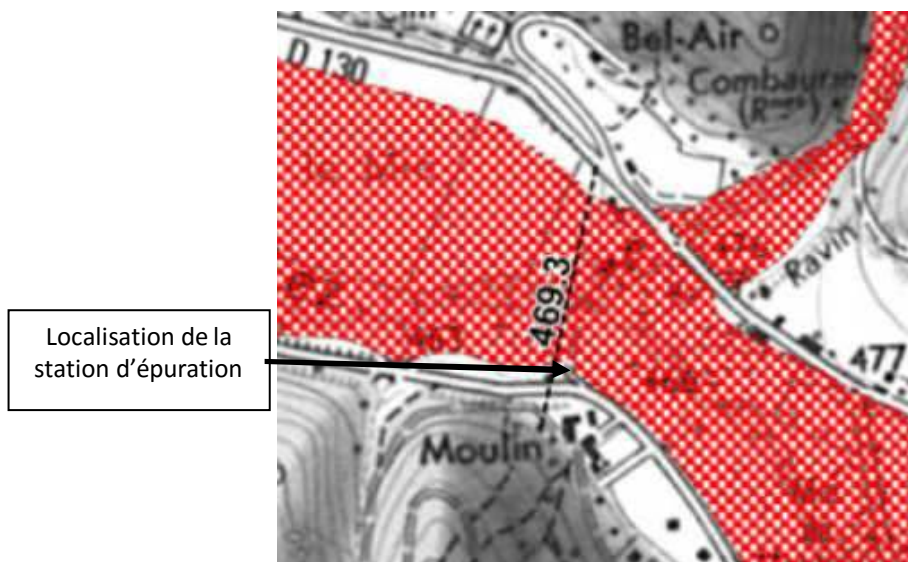 Bel-Air
D 130
Combauran
Ravin
469.3
463
477
Localisation de la
station d’épuration
Moulin